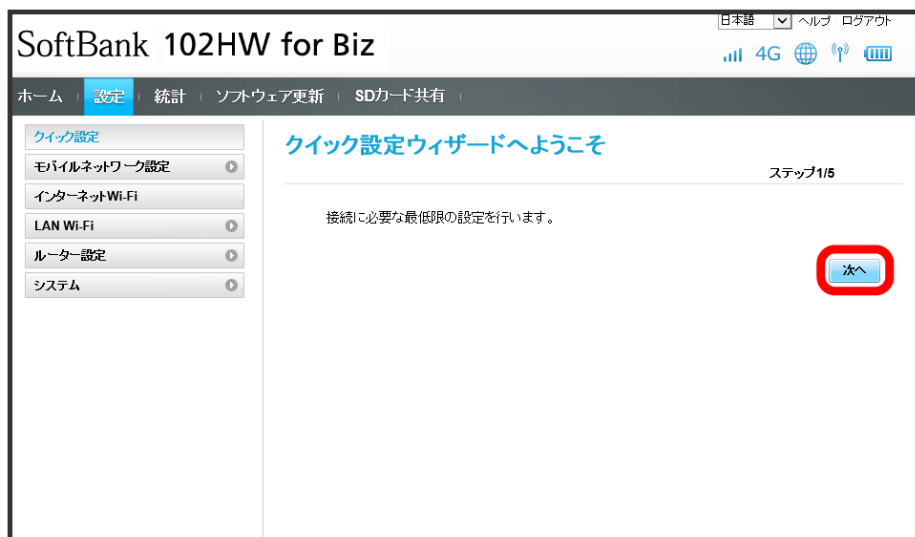 日本語 ヘルプ ログアウト
SoftBank 102HW for Biz
4G
ホーム 設定 統計 ソフトウェア更新 SDカード共有
クイック設定
モバイルネットワーク設定
インターネットWi-Fi
LAN Wi-Fi
ルーター設定
システム
クイック設定ウィザードへようこそ
ステップ1/5
接続に必要な最低限の設定を行います。
次へ